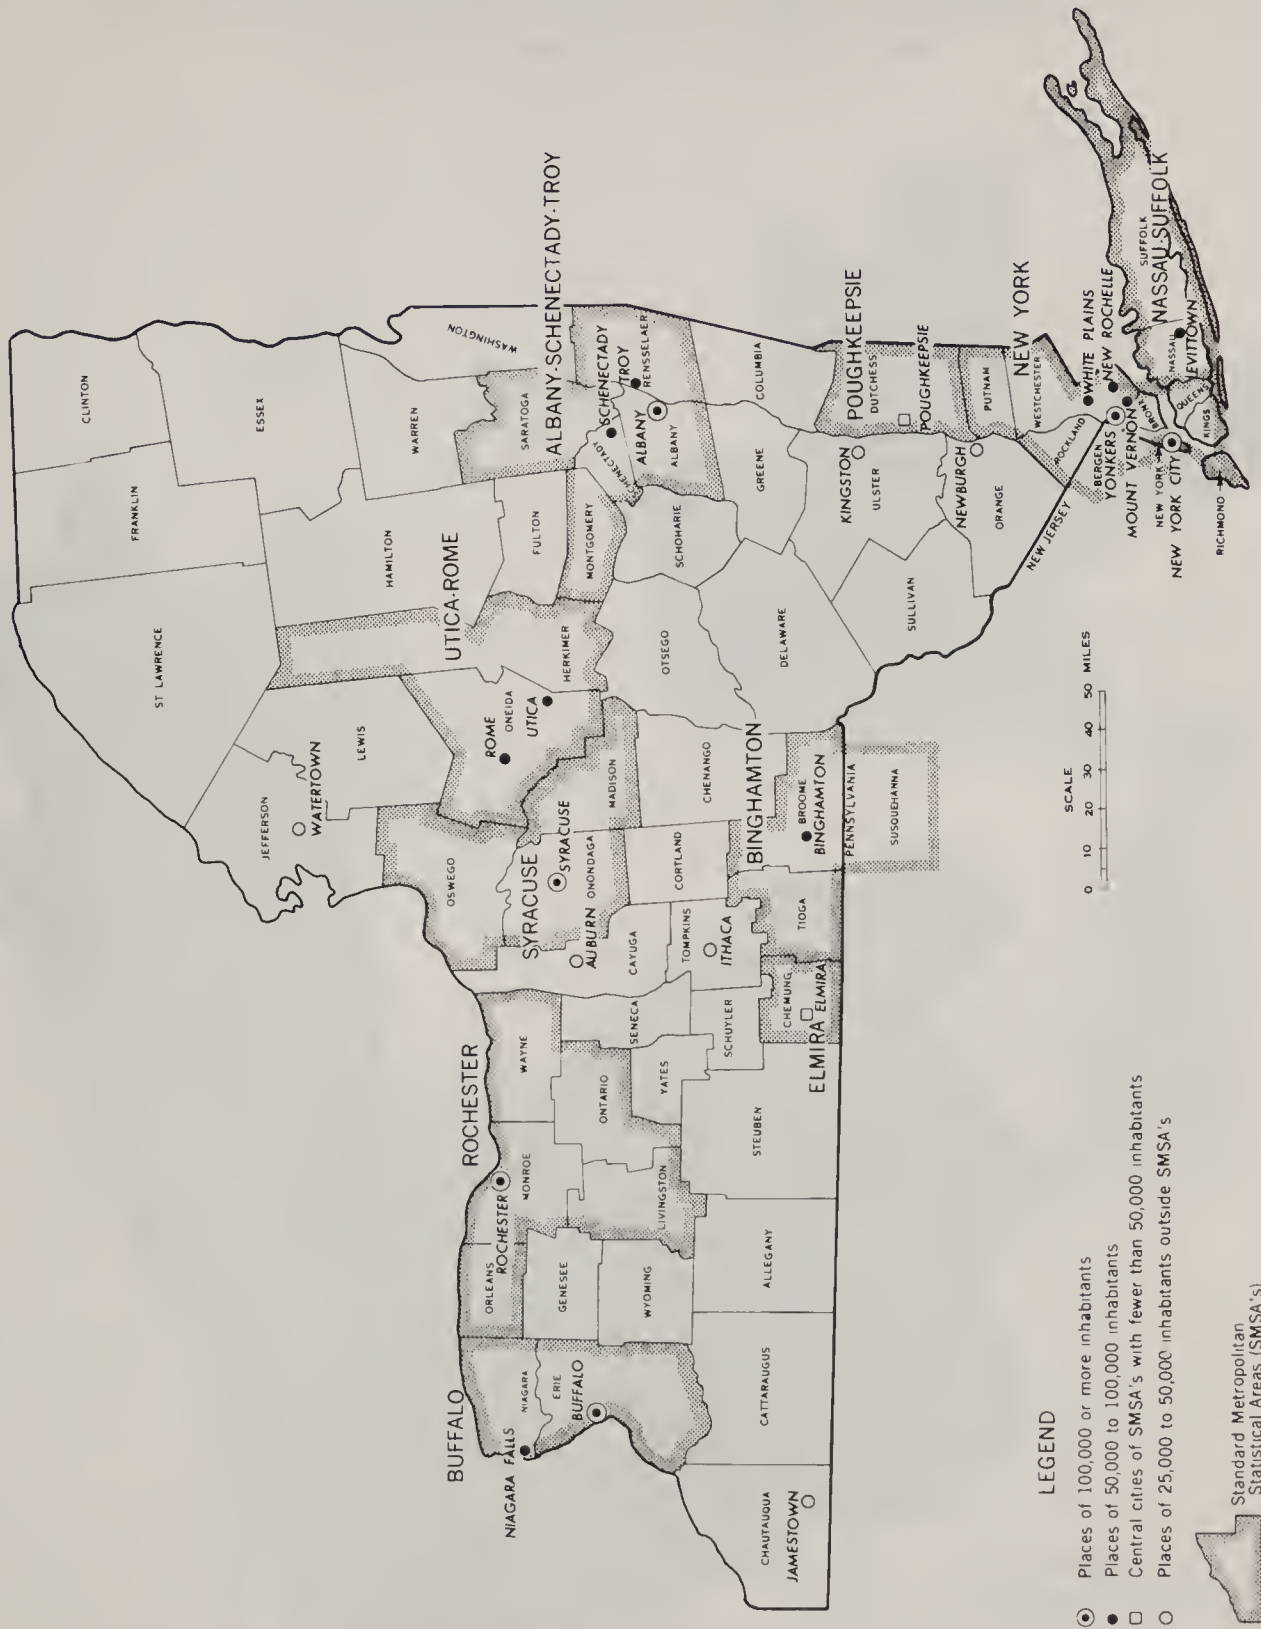 CLINTON
FRANKLIN
ST LAWRENCE
ESSEX
JEFFERSON
WATERTOWN
LEWIS
HAMILTON
WARREN
WASHINGTON
UTICA-ROME
OSWEGO
ROME
ONEIDA
UTICA
HERKIMER
FULTON
SARATOGA
ALBANY-SCHENECTADY-TROY
BUFFALO
NIAGARA FALLS
NIAGARA
ERIE
BUFFALO
ORLEANS
ROCHESTER
ROCHESTER
MONROE
GENESEE
WYOMING
LIVINGSTON
WAYNE
ONTARIO
YATES
SENECA
SYRACUSE
SYRACUSE
AUBURN
ONONDAGA
CAYUGA
MADISON
MONTGOMERY
SCHENECTADY
SCHENECTADY
TROY
RENSSELAER
ALBANY
ALBANY
SCHOHARIE
OTSEGO
CHENANGO
CORTLAND
TOMPKINS
ITHACA
SCHUYLER
STEUBEN
ALLEGANY
CATTARAUGUS
CHAUTAUQUA
JAMESTOWN
ELMIRA
CHEMUNG
ELMIRA
TIOGA
BINGHAMTON
BROOME
BINGHAMTON
PENNSYLVANIA
SUSQUEHANNA
DELAWARE
GREENE
COLUMBIA
KINGSTON
ULSTER
POUGHKEEPSIE
DUTCHESS
POUGHKEEPSIE
SULLIVAN
NEWBURGH
ORANGE
PUTNAM
NEW YORK
WESTCHESTER
ROCKLAND
NEW JERSEY
BERGEN
YONKERS
MOUNT VERNON
WHITE PLAINS
NEW ROCHELLE
BRONX
NEW YORK
NEW YORK CITY
QUEENS
KINGS
RICHMOND
NASSAU
LEVITTOWN
SUFFOLK
NASSAU-SUFFOLK
SCALE
0 10 20 30 40 50 MILES
LEGEND
Places of 100,000 or more inhabitants
Places of 50,000 to 100,000 inhabitants
Central cities of SMSA's with fewer than 50,000 inhabitants
Places of 25,000 to 50,000 inhabitants outside SMSA's
Standard Metropolitan
Statistical Areas (SMSA's)